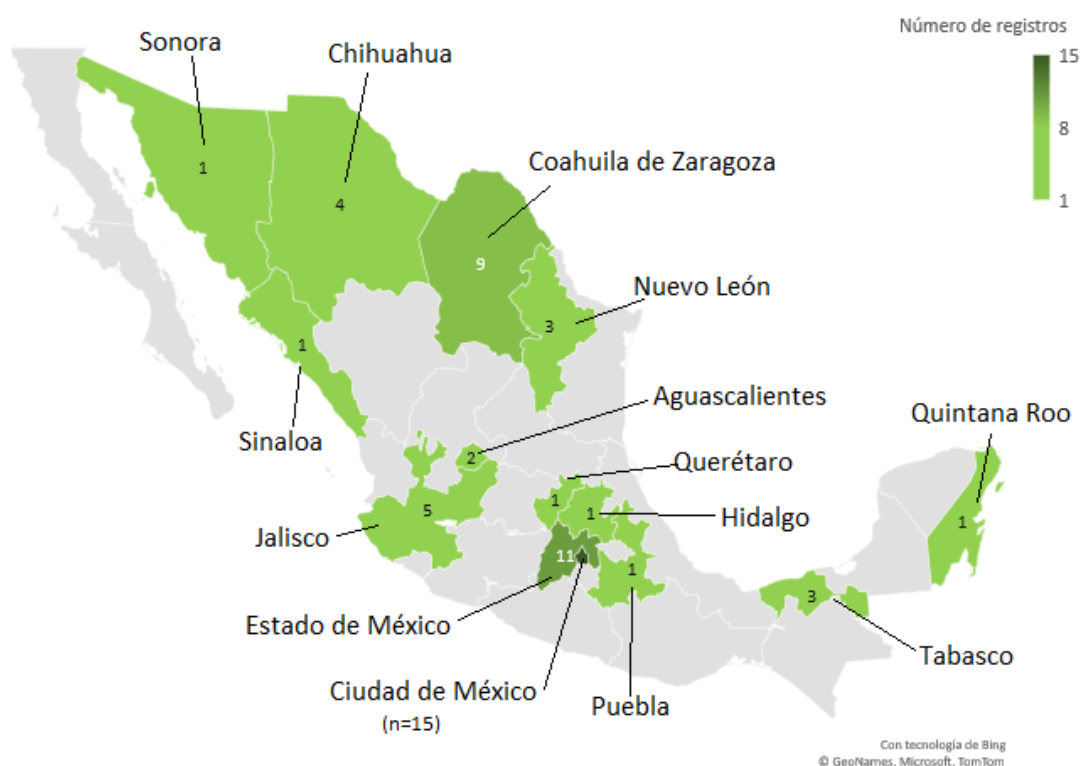 Número de registros
15
8
1
Sonora
Chihuahua
Coahuila de Zaragoza
Nuevo León
Aguascalientes
Quintana Roo
Querétaro
Hidalgo
Sinaloa
Jalisco
Estado de México
Ciudad de México
(n=15)
Puebla
Tabasco
1
4
9
3
1
2
5
1
1
11
1
3
1
Con tecnología de Bing
© GeoNames, Microsoft, TomTom